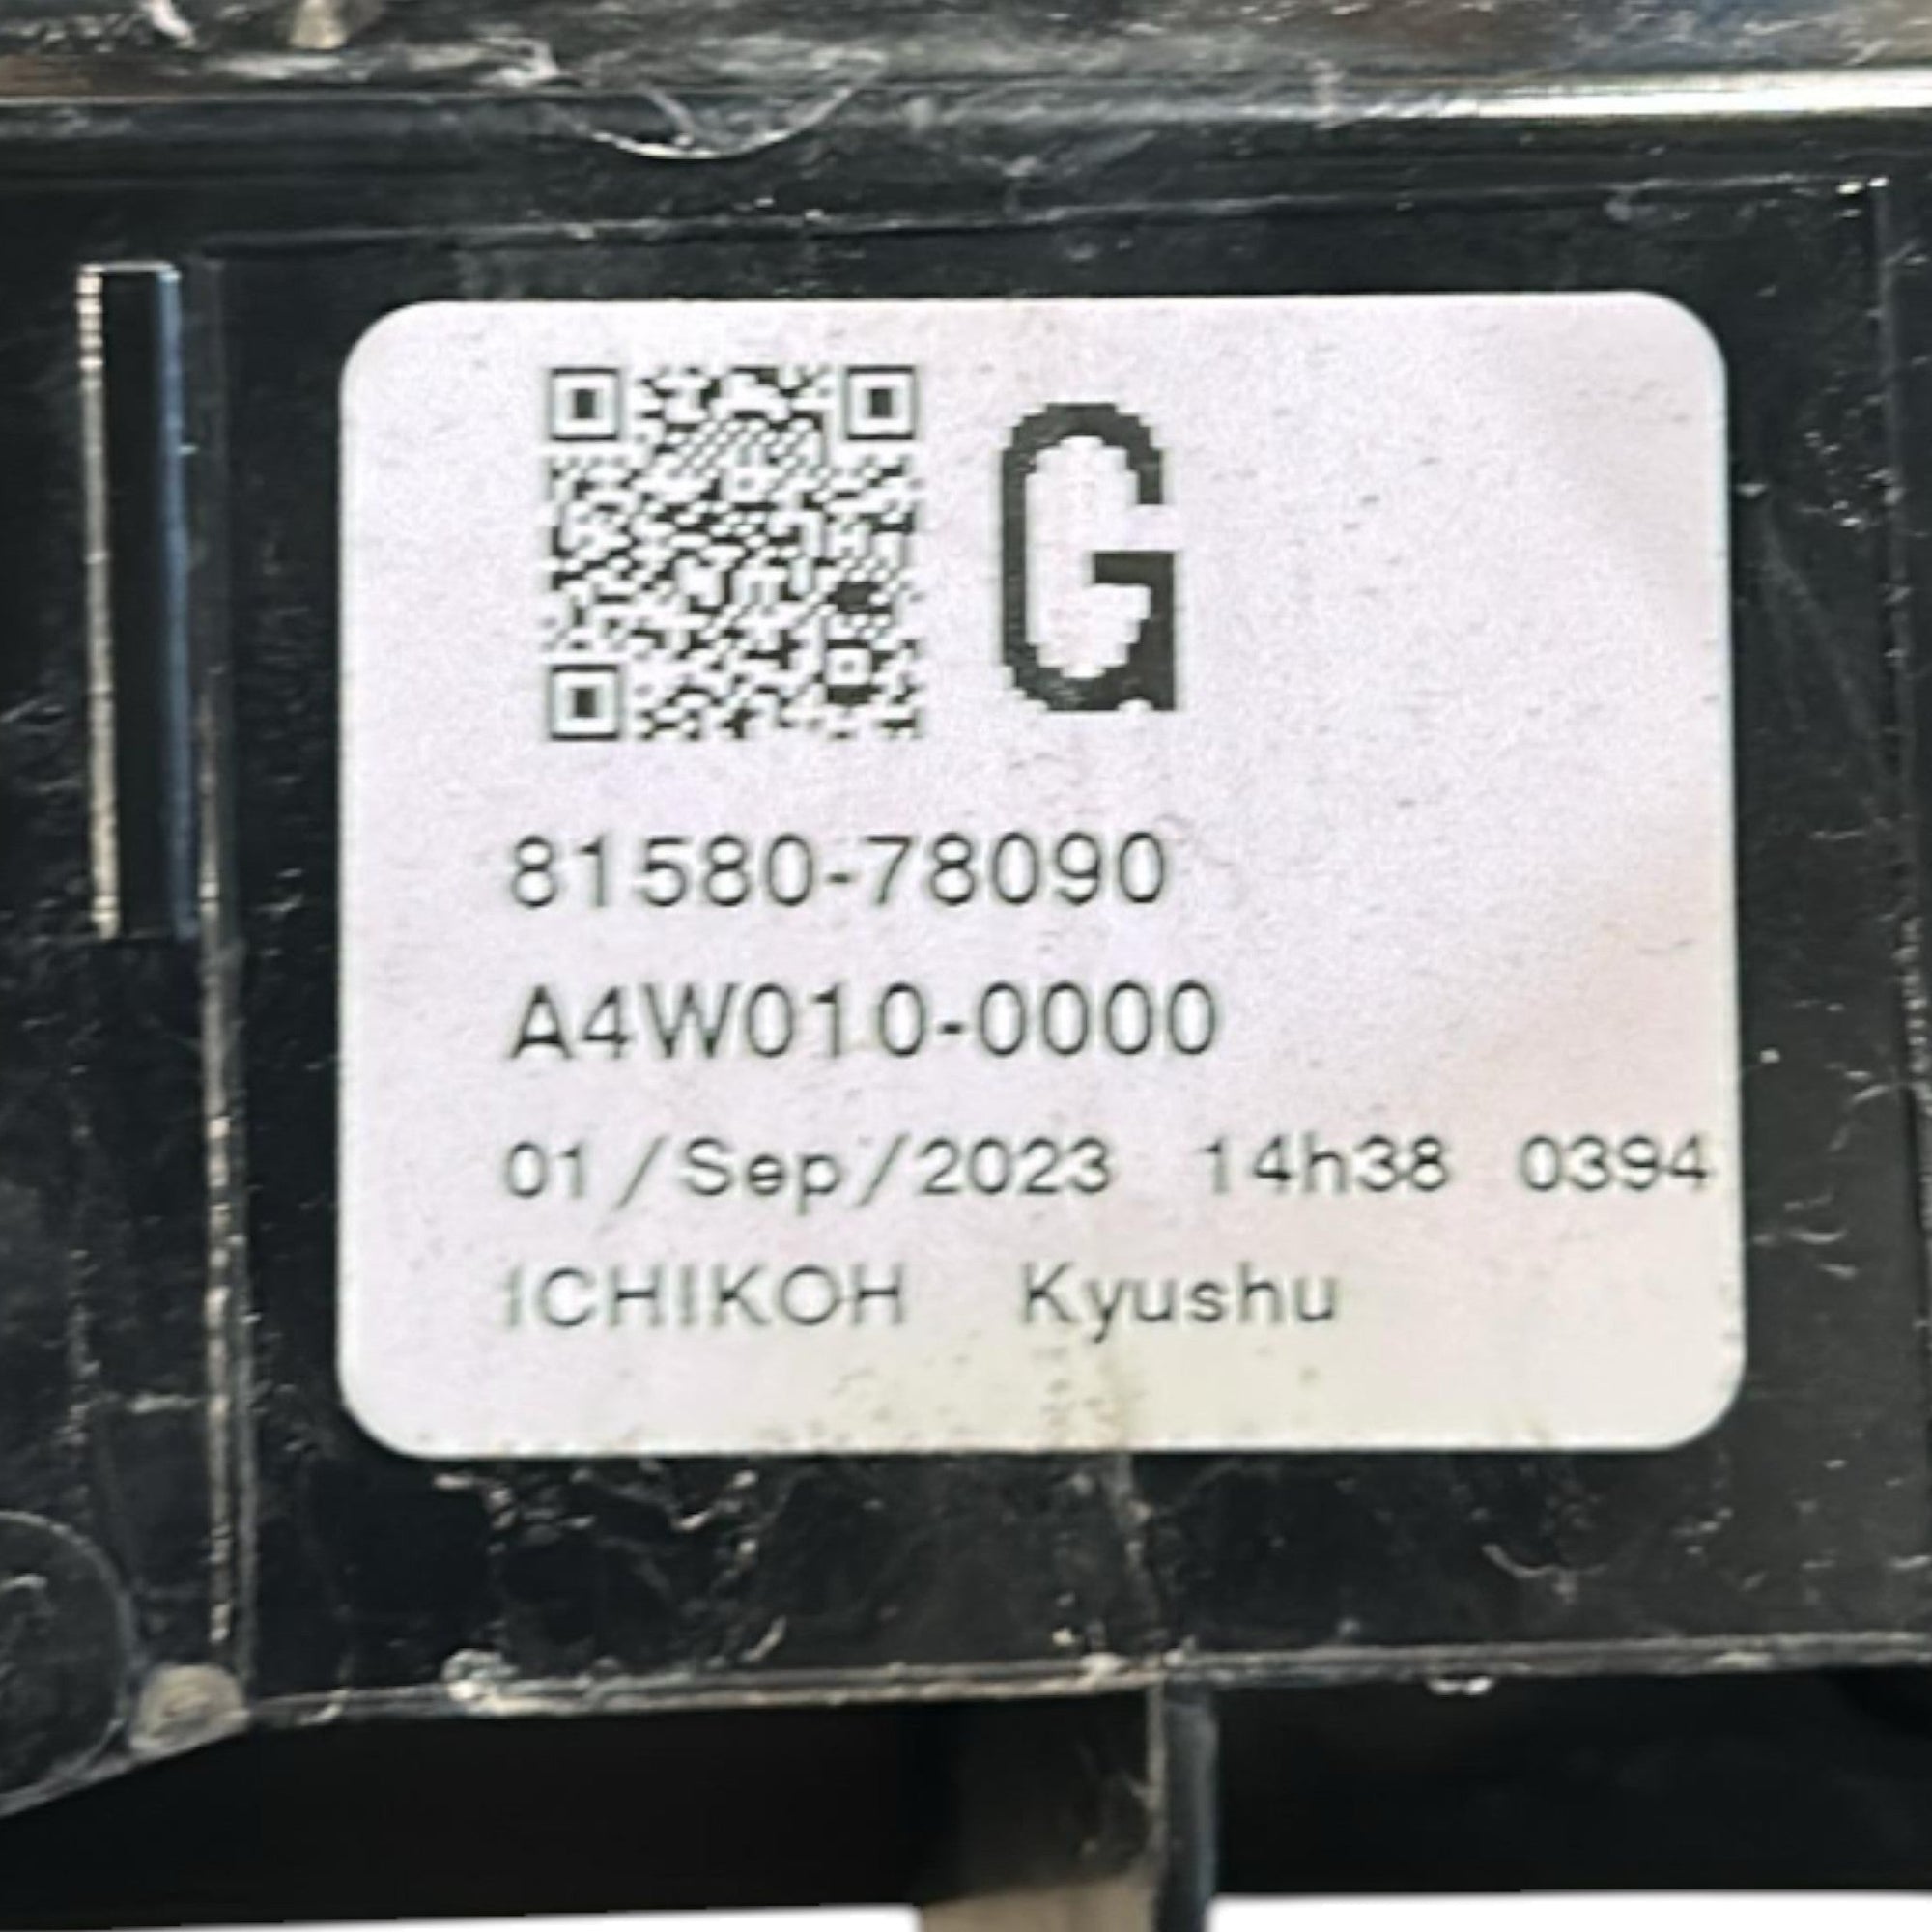 G
81580-78090
A4W010-0000
01/Sep/2023 14h38 0394
ICHIKOH Kyushu